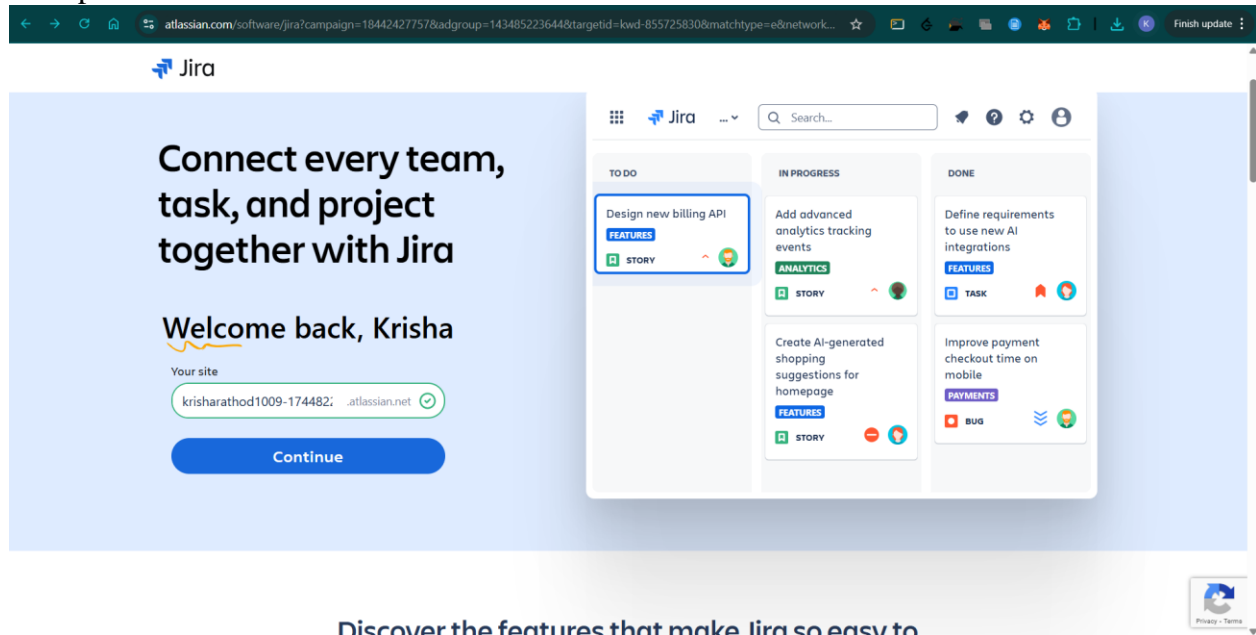 atlassian.com/software/jira?campaign=18442427757&adgroup=143485223644&targetid=kwd-855725830&matchtype=e&network...
K
Finish update
Jira
Connect every team,
task, and project
together with Jira
Welcome back, Krisha
Your site
krisharathod1009-174482 .atlassian.net
Continue
Jira
...
Search...
TO DO
Design new billing API
FEATURES
STORY
IN PROGRESS
Add advanced
analytics tracking
events
ANALYTICS
STORY
Create AI-generated
shopping
suggestions for
homepage
FEATURES
STORY
DONE
Define requirements
to use new AI
integrations
FEATURES
TASK
Improve payment
checkout time on
mobile
PAYMENTS
BUG
Discover the features that make Jira so easy to
Privacy - Terms